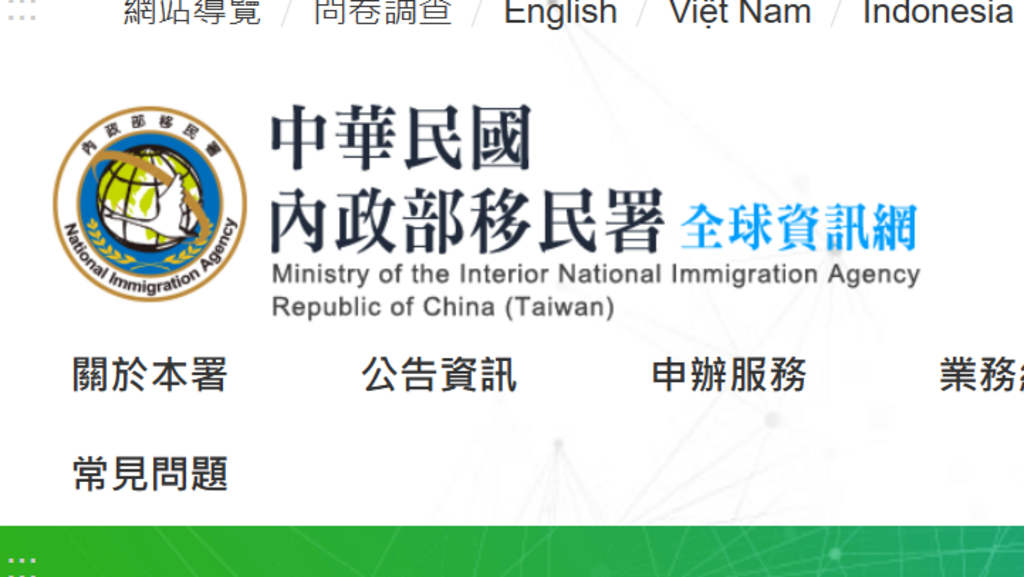 網站導覽 / 問卷調查 / English / Việt Nam / Indonesia
內政部移民署
National Immigration Agency
中華民國
內政部移民署 全球資訊網
Ministry of the Interior National Immigration Agency
Republic of China (Taiwan)
關於本署 公告資訊 申辦服務 業務
常見問題